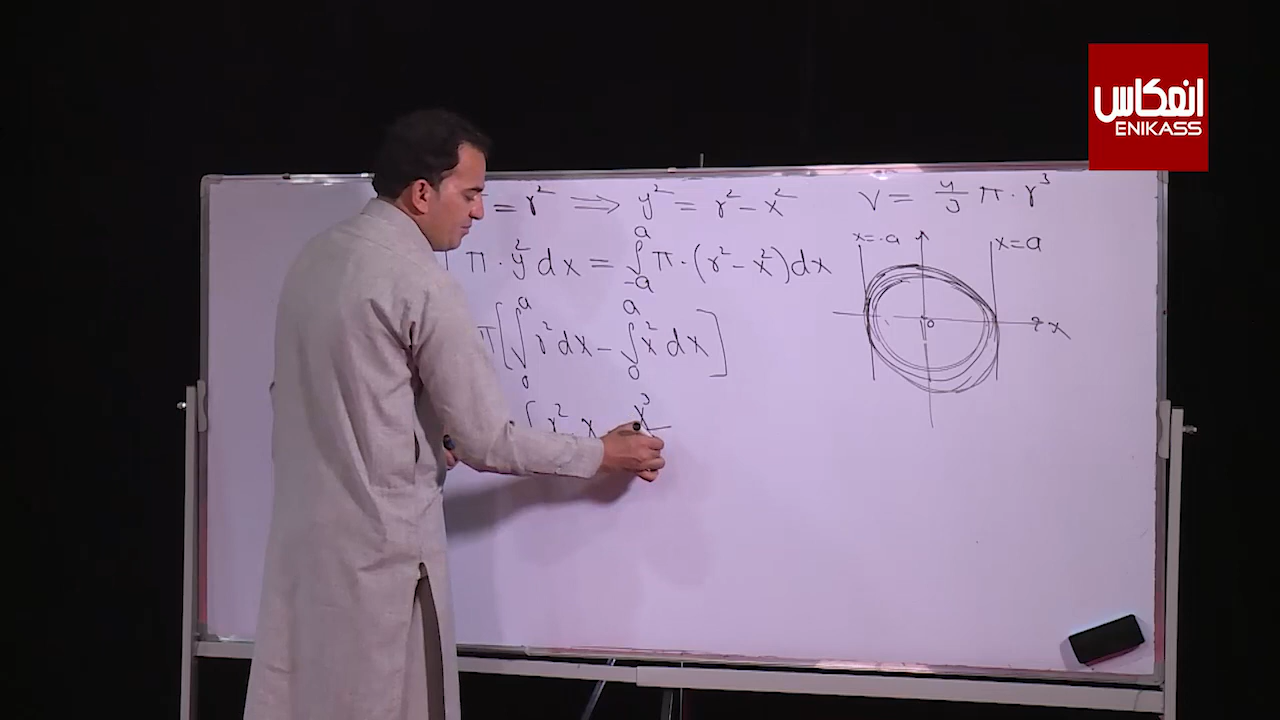 انعکاس
ENIKASS
= r² ⟹ y² = r² - x²
V = 4/3 π · r³
π · y² dx = ∫₋ₐᵃ π · (r² - x²) dx
x = -a
x = a
o
x
π [ ∫₀ᵃ r² dx - ∫₀ᵃ x² dx ]
x³